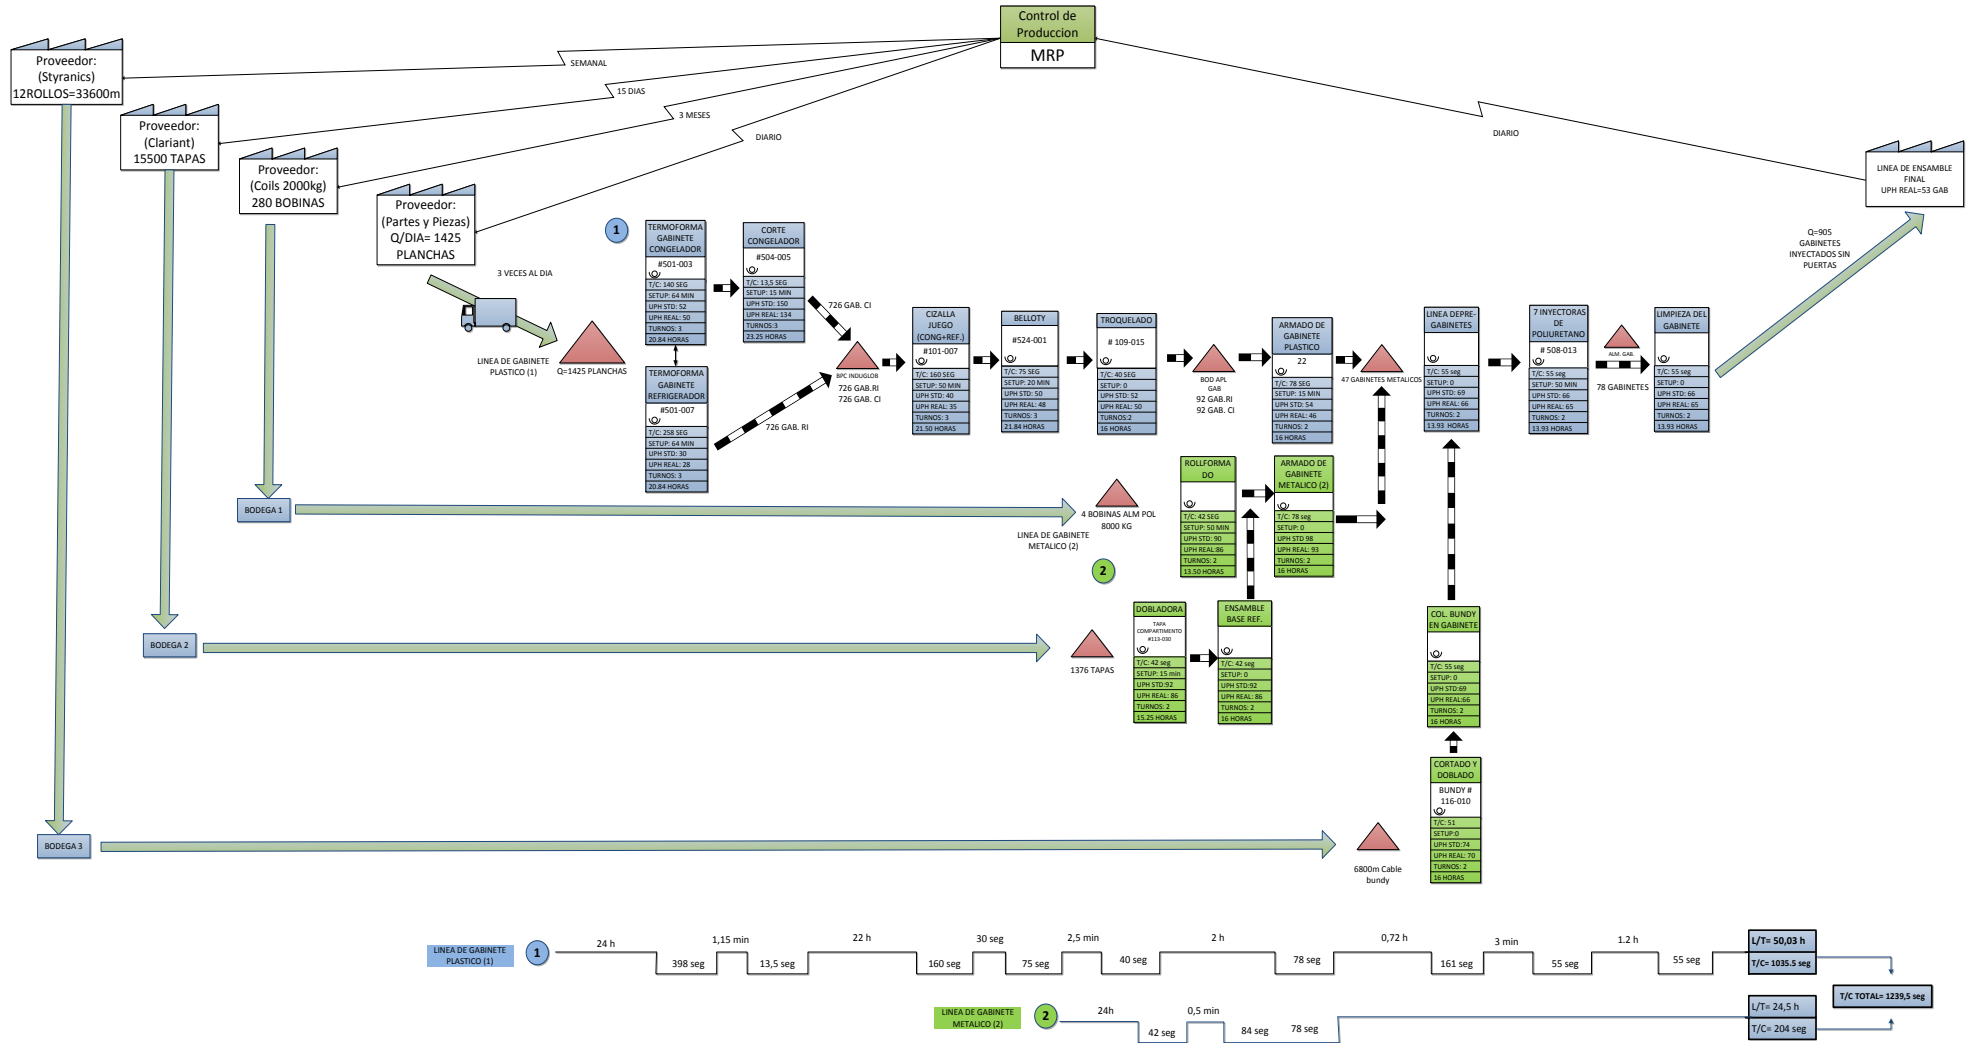 Control de
Produccion
MRP
Proveedor:
(Styranics)
12ROLLOS=33600m
Proveedor:
(Clariant)
15500 TAPAS
Proveedor:
(Coils 2000kg)
280 BOBINAS
Proveedor:
(Partes y Piezas)
Q/DIA= 1425
PLANCHAS
SEMANAL
15 DIAS
3 MESES
DIARIO
DIARIO
LINEA DE ENSAMBLE
FINAL
UPH REAL=53 GAB
Q=905
GABINETES
INYECTADOS SIN
PUERTAS
3 VECES AL DIA
LINEA DE GABINETE
PLASTICO (1)
Q=1425 PLANCHAS
1
TERMOFORMA
GABINETE
CONGELADOR
#501-003
T/C: 140 SEG
SETUP: 64 MIN
UPH STD: 52
UPH REAL: 50
TURNOS: 3
20.84 HORAS
CORTE
CONGELADOR
#504-005
T/C: 13,5 SEG
SETUP: 15 MIN
UPH STD: 150
UPH REAL: 134
TURNOS:3
23.25 HORAS
TERMOFORMA
GABINETE
REFRIGERADOR
#501-007
T/C: 258 SEG
SETUP: 64 MIN
UPH STD: 30
UPH REAL: 28
TURNOS: 3
20.84 HORAS
726 GAB. CI
726 GAB. RI
BPC INDUGLOB
726 GAB.RI
726 GAB. CI
CIZALLA
JUEGO
(CONG+REF.)
#101-007
T/C: 160 SEG
SETUP: 50 MIN
UPH STD: 40
UPH REAL: 35
TURNOS: 3
21.50 HORAS
BELLOTY
#524-001
T/C: 75 SEG
SETUP: 20 MIN
UPH STD: 50
UPH REAL: 48
TURNOS: 3
21.84 HORAS
TROQUELADO
# 109-015
T/C: 40 SEG
SETUP: 0
UPH STD: 52
UPH REAL: 50
TURNOS:2
16 HORAS
BOD APL
GAB
92 GAB.RI
92 GAB. CI
ARMADO DE
GABINETE
PLASTICO
22
T/C: 78 SEG
SETUP: 15 MIN
UPH STD: 54
UPH REAL: 46
TURNOS: 2
16 HORAS
47 GABINETES METALICOS
LINEA DEPRE-
GABINETES
T/C: 55 seg
SETUP: 0
UPH STD: 69
UPH REAL: 66
TURNOS: 2
13.93 HORAS
7 INYECTORAS
DE
POLIURETANO
# 508-013
T/C: 55 seg
SETUP: 50 MIN
UPH STD: 66
UPH REAL: 65
TURNOS: 2
13.93 HORAS
ALM. GAB.
78 GABINETES
LIMPIEZA DEL
GABINETE
T/C: 55 seg
SETUP: 0
UPH STD: 66
UPH REAL: 65
TURNOS: 2
13.93 HORAS
BODEGA 1
LINEA DE GABINETE
METALICO (2)
4 BOBINAS ALM POL
8000 KG
2
ROLLFORMA
DO
T/C: 42 SEG
SETUP: 50 MIN
UPH STD: 90
UPH REAL:86
TURNOS: 2
13.50 HORAS
ARMADO DE
GABINETE
METALICO (2)
T/C: 78 seg
SETUP: 0
UPH STD 98
UPH REAL: 93
TURNOS: 2
16 HORAS
BODEGA 2
1376 TAPAS
DOBLADORA
TAPA
COMPARTIMENTO
#113-030
T/C: 42 seg
SETUP: 15 min
UPH STD:92
UPH REAL: 86
TURNOS: 2
15.25 HORAS
ENSAMBLE
BASE REF.
T/C: 42 seg
SETUP: 0
UPH STD:92
UPH REAL: 86
TURNOS: 2
16 HORAS
COL. BUNDY
EN GABINETE
T/C: 55 seg
SETUP: 0
UPH STD:69
UPH REAL:66
TURNOS: 2
16 HORAS
CORTADO Y
DOBLADO
BUNDY #
116-010
T/C: 51
SETUP:0
UPH STD:74
UPH REAL: 70
TURNOS: 2
16 HORAS
BODEGA 3
6800m Cable
bundy
LINEA DE GABINETE
PLASTICO (1)
1
24 h
398 seg
1,15 min
13,5 seg
22 h
160 seg
30 seg
75 seg
2,5 min
40 seg
2 h
78 seg
0,72 h
161 seg
3 min
55 seg
1.2 h
55 seg
L/T= 50,03 h
T/C= 1035.5 seg
T/C TOTAL= 1239,5 seg
LINEA DE GABINETE
METALICO (2)
2
24h
42 seg
0,5 min
84 seg
78 seg
L/T= 24,5 h
T/C= 204 seg